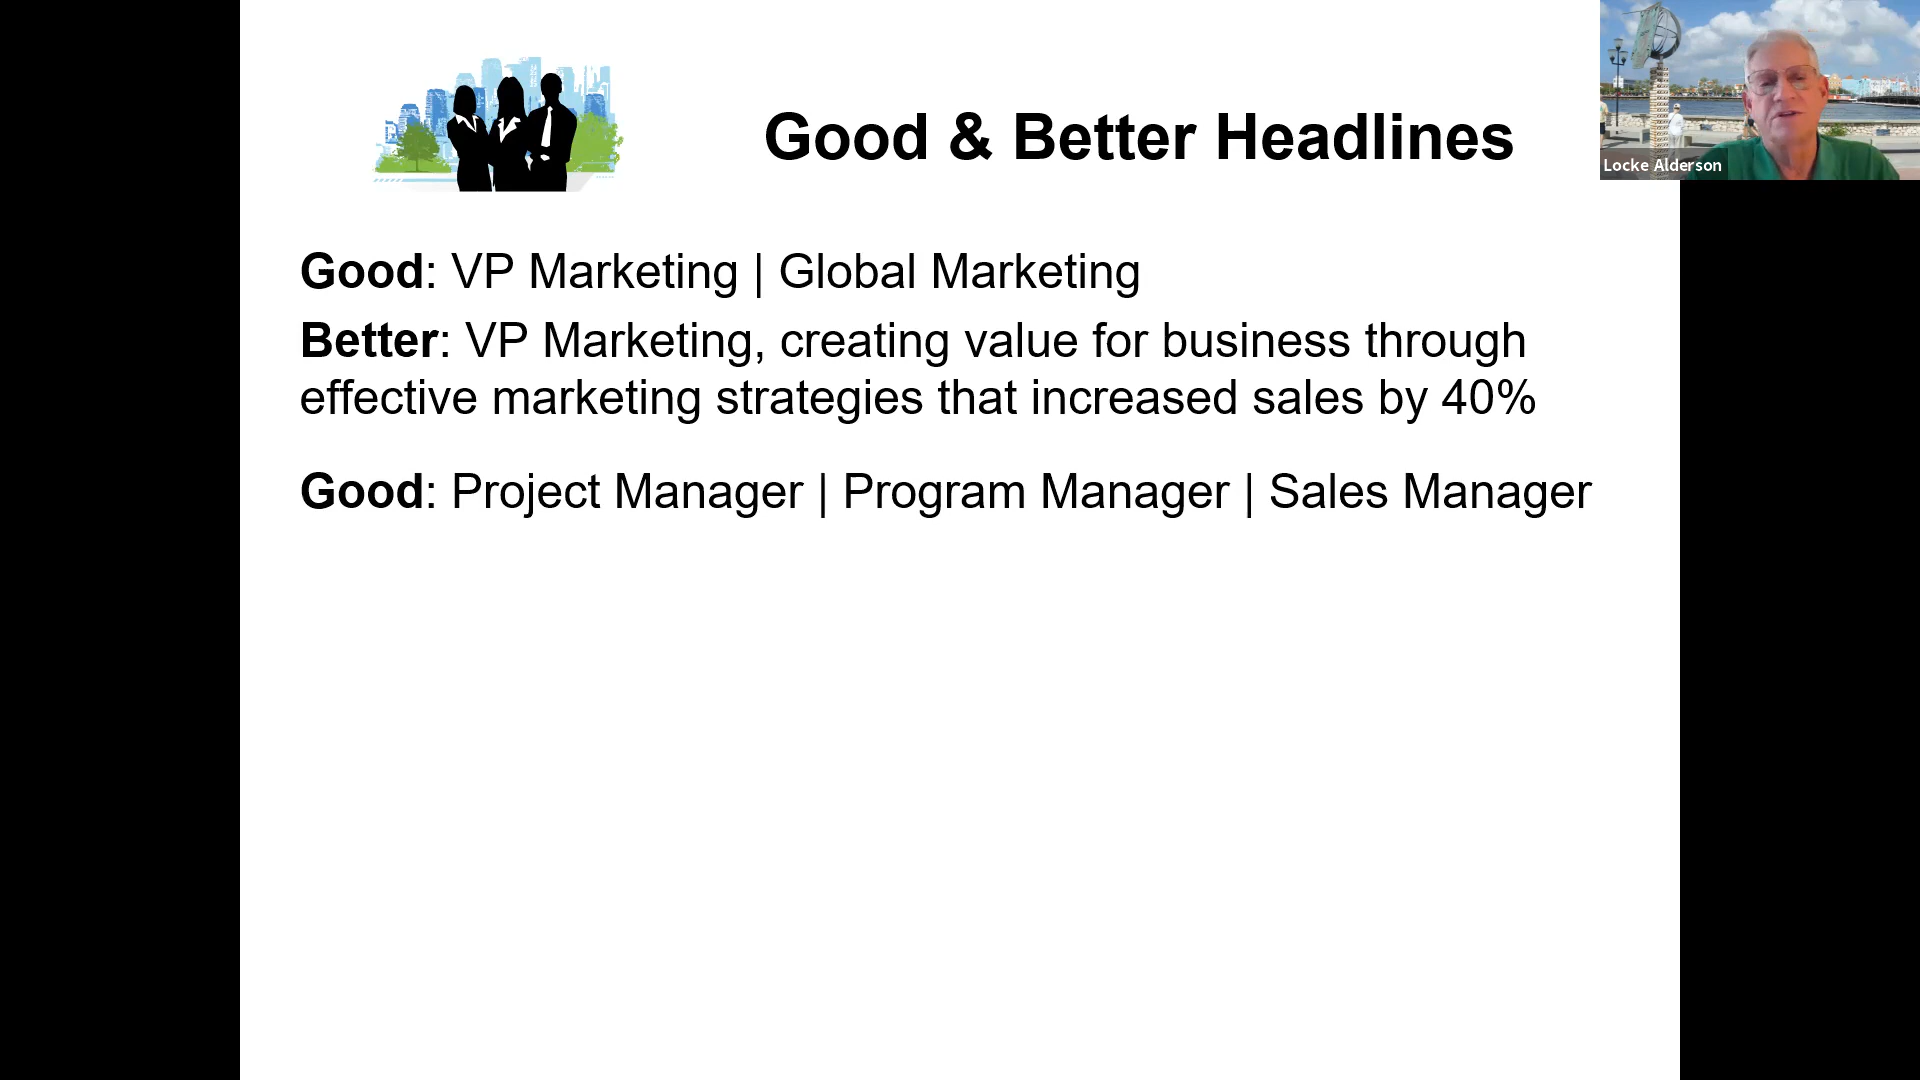 Good & Better Headlines
Locke Alderson
Good: VP Marketing | Global Marketing
Better: VP Marketing, creating value for business through
effective marketing strategies that increased sales by 40%
Good: Project Manager | Program Manager | Sales Manager